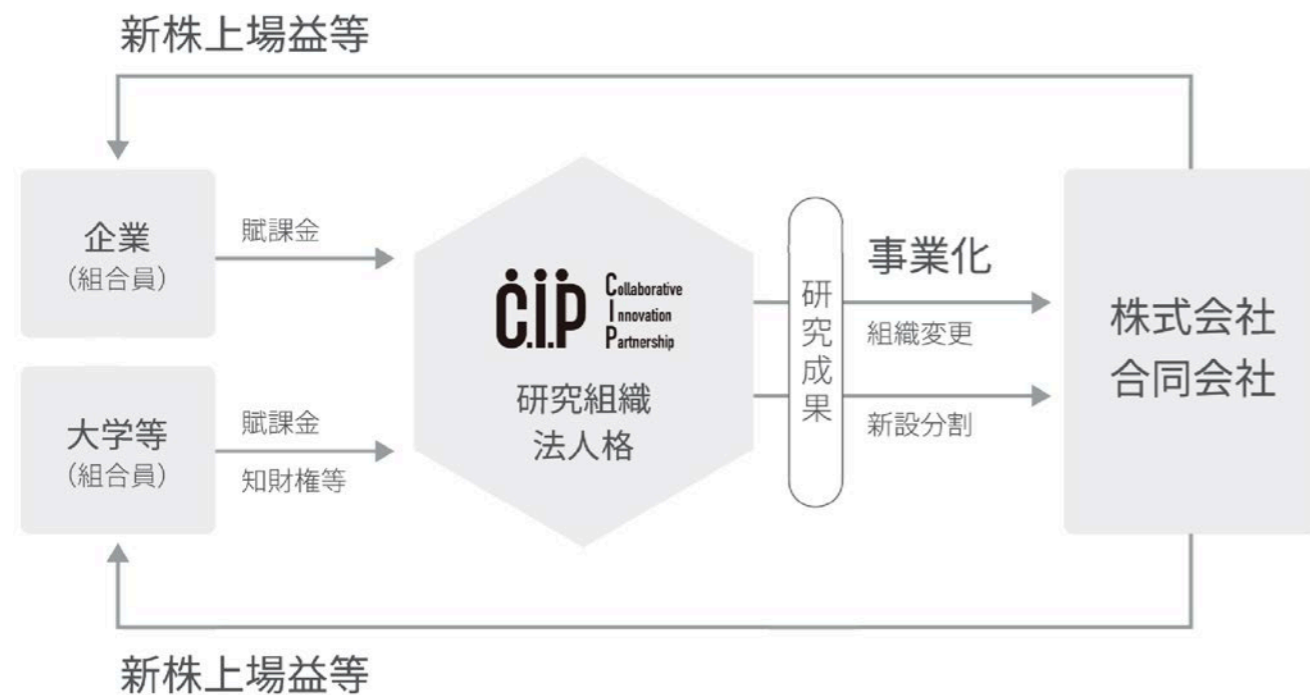 新株上場益等
企業
(組合員)
賦課金
大学等
(組合員)
賦課金
知財権等
C.I.P
Collaborative
Innovation
Partnership
研究組織
法人格
研究成果
事業化
組織変更
新設分割
株式会社
合同会社
新株上場益等